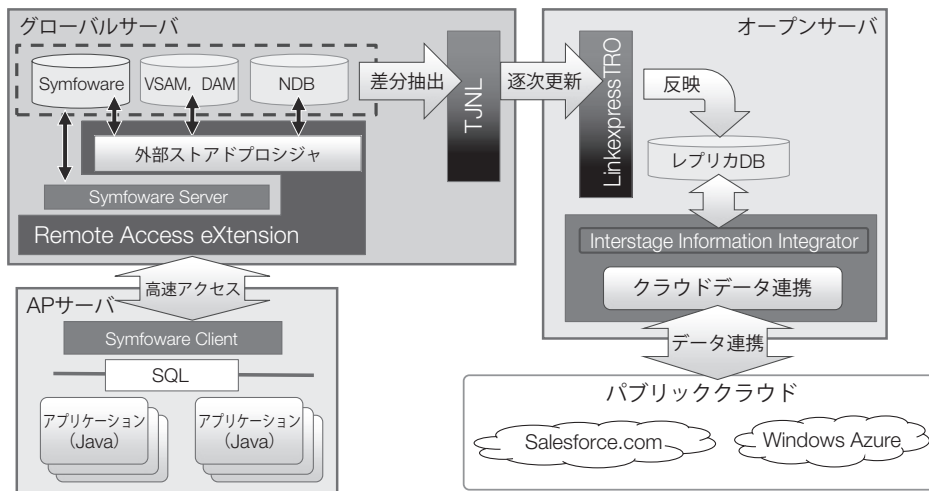 グローバルサーバ
Symfoware
VSAM，DAM
NDB
差分抽出
TJNL
逐次更新
外部ストアドプロシジャ
Symfoware Server
Remote Access eXtension
高速アクセス
APサーバ
Symfoware Client
SQL
アプリケーション
(Java)
アプリケーション
(Java)
オープンサーバ
LinkexpressTRO
反映
レプリカDB
Interstage Information Integrator
クラウドデータ連携
データ連携
パブリッククラウド
Salesforce.com
Windows Azure